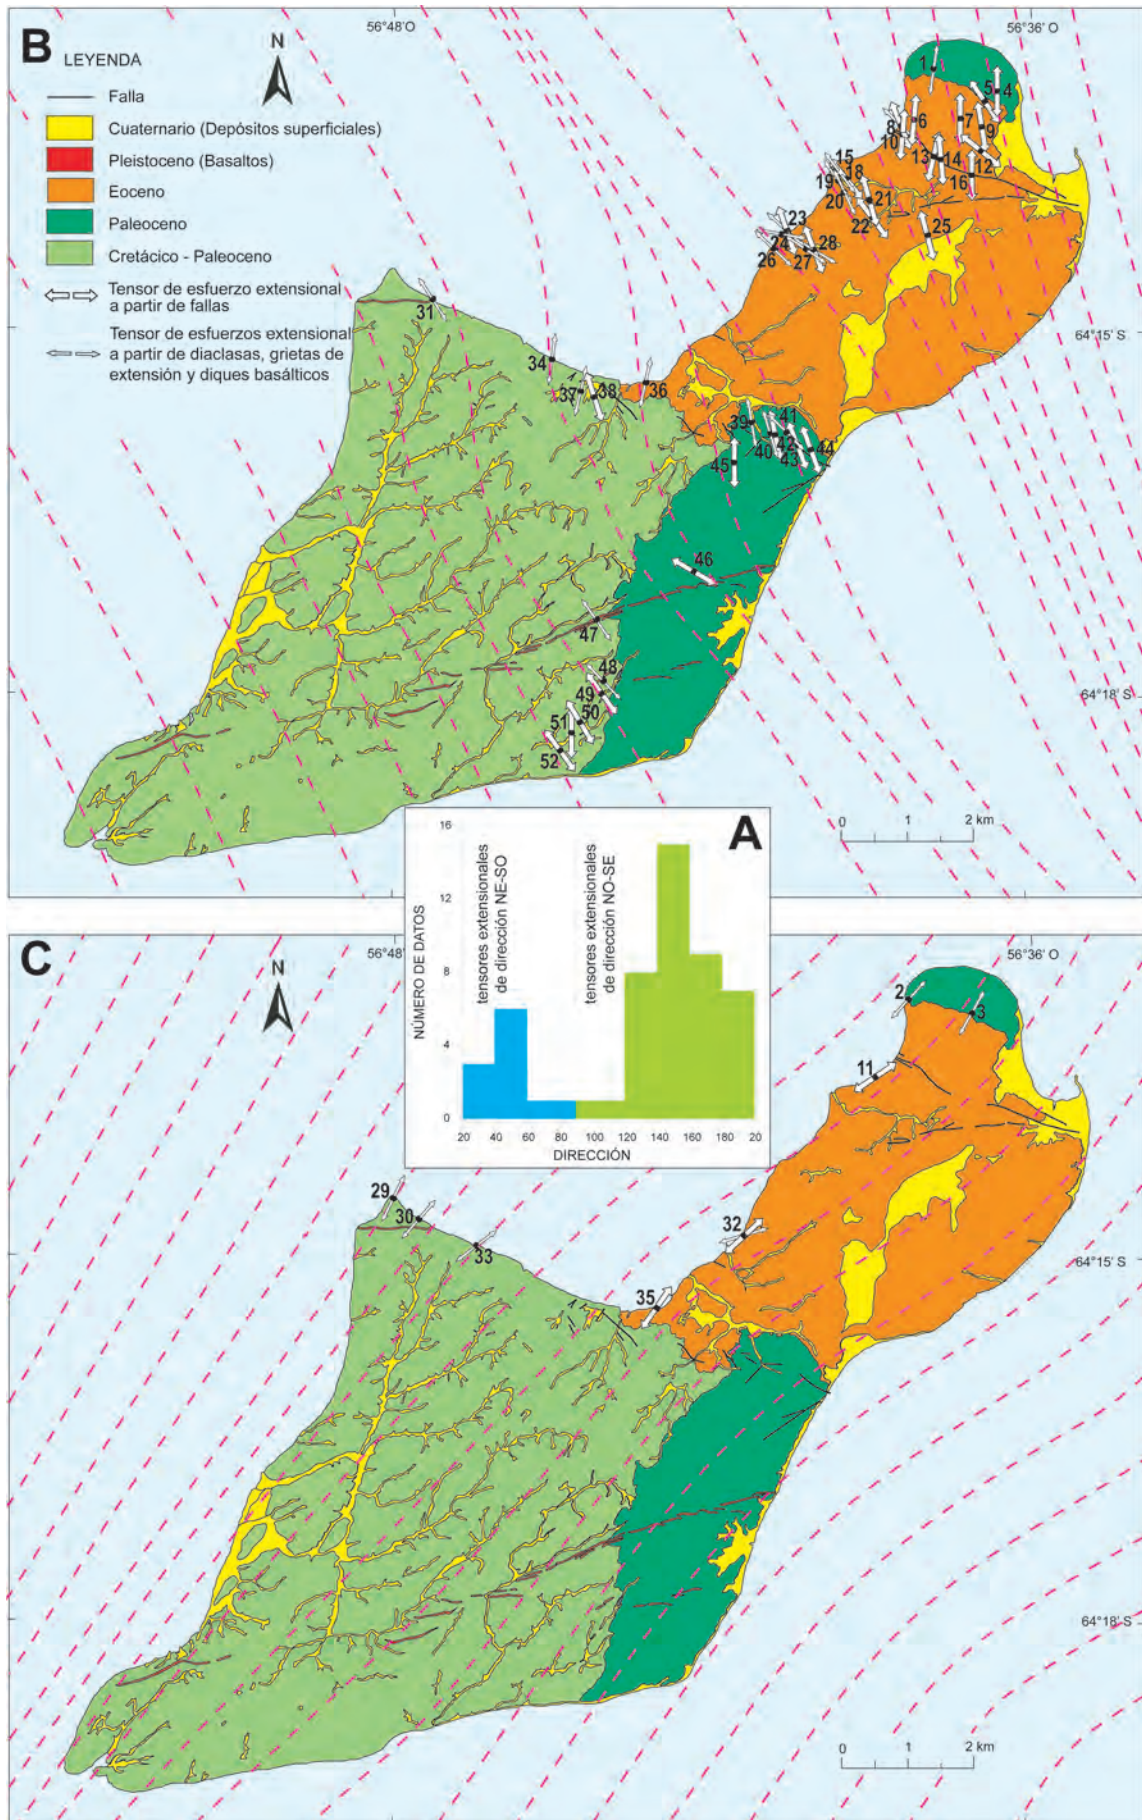 B
56°48' O
56°36' O
N
LEYENDA
Falla
Cuaternario (Depósitos superficiales)
Pleistoceno (Basaltos)
Eoceno
Paleoceno
Cretácico - Paleoceno
Tensor de esfuerzo extensional
a partir de fallas
Tensor de esfuerzos extensional
a partir de diaclasas, grietas de
extensión y diques basálticos
1
5
4
8
6
7
9
10
13
14
12
15
18
16
19
20
21
22
23
25
24
28
26
27
31
64°15' S
34
37
38
36
39
41
40
42
43
44
45
46
47
48
49
50
51
52
64°18' S
0
1
2 km
A
NÚMERO DE DATOS
16
12
8
4
0
tensores extensionales
de dirección NE-SO
tensores extensionales
de dirección NO-SE
20
40
60
80
100
120
140
160
180
20
DIRECCIÓN
C
56°48'
56°36' O
N
2
3
11
29
30
33
32
35
64°15' S
64°18' S
0
1
2 km